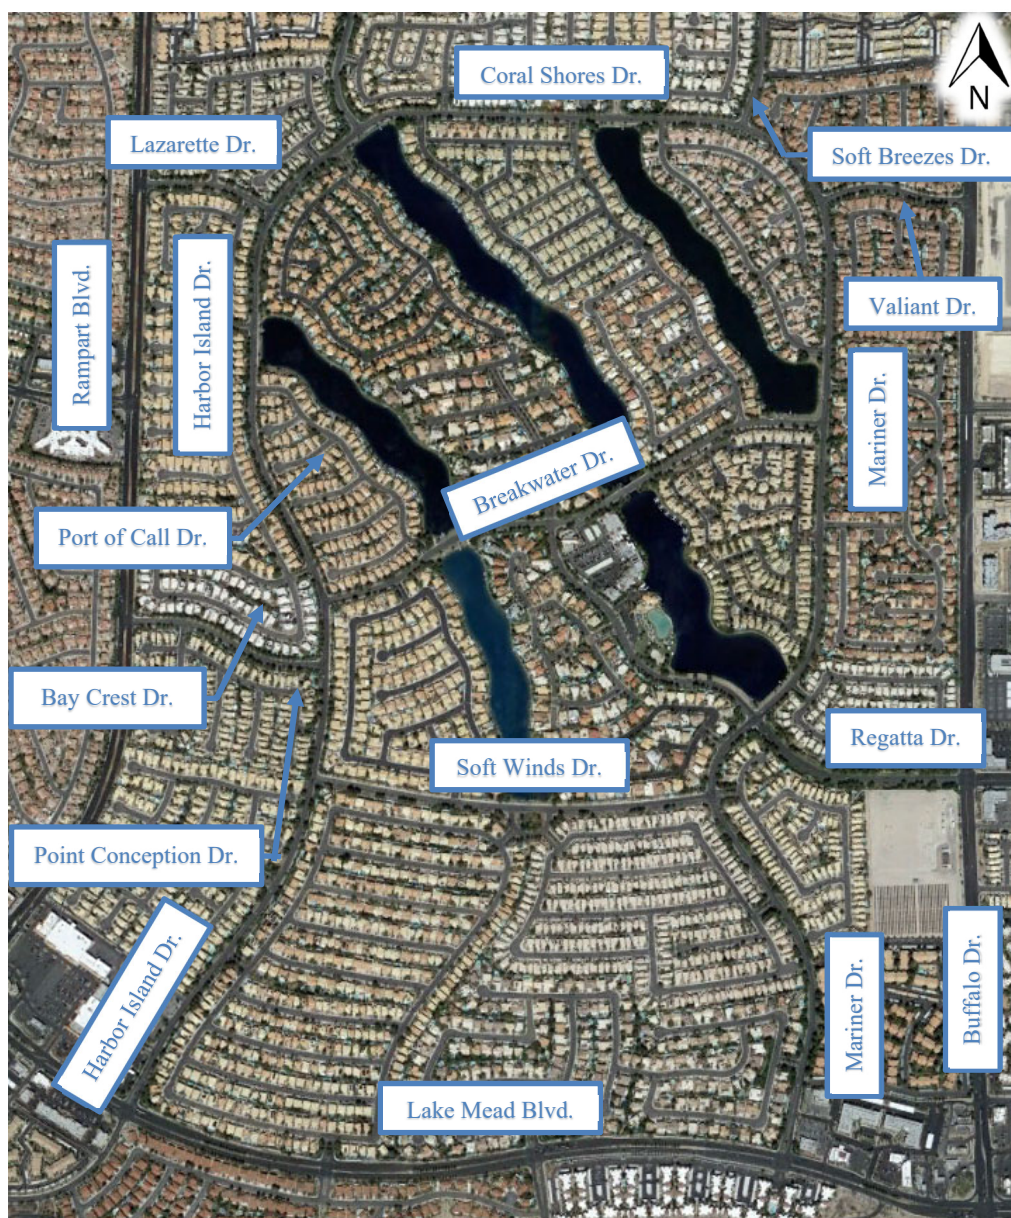 Coral Shores Dr.
N
Lazarette Dr.
Soft Breezes Dr.
Rampart Blvd.
Harbor Island Dr.
Valiant Dr.
Mariner Dr.
Breakwater Dr.
Port of Call Dr.
Bay Crest Dr.
Regatta Dr.
Soft Winds Dr.
Point Conception Dr.
Harbor Island Dr.
Mariner Dr.
Buffalo Dr.
Lake Mead Blvd.